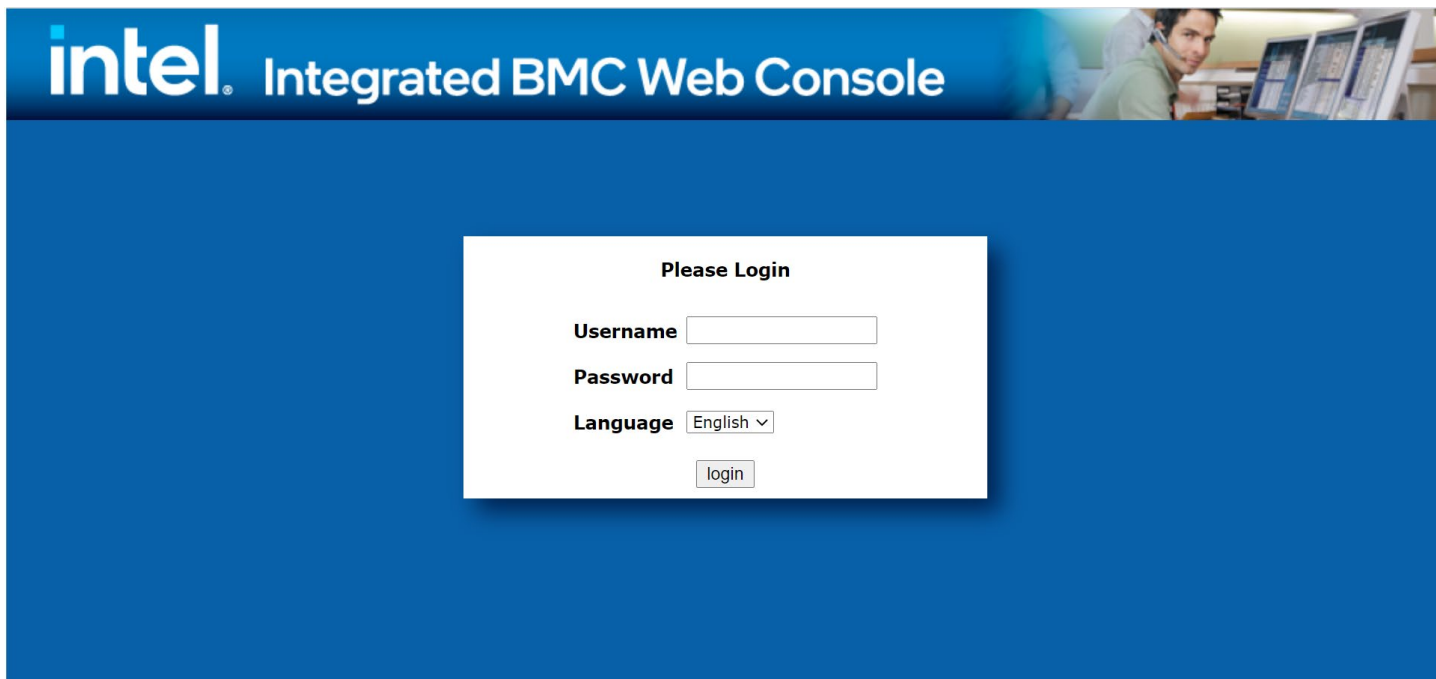 intel® Integrated BMC Web Console
Please Login
Username
Password
Language English
login